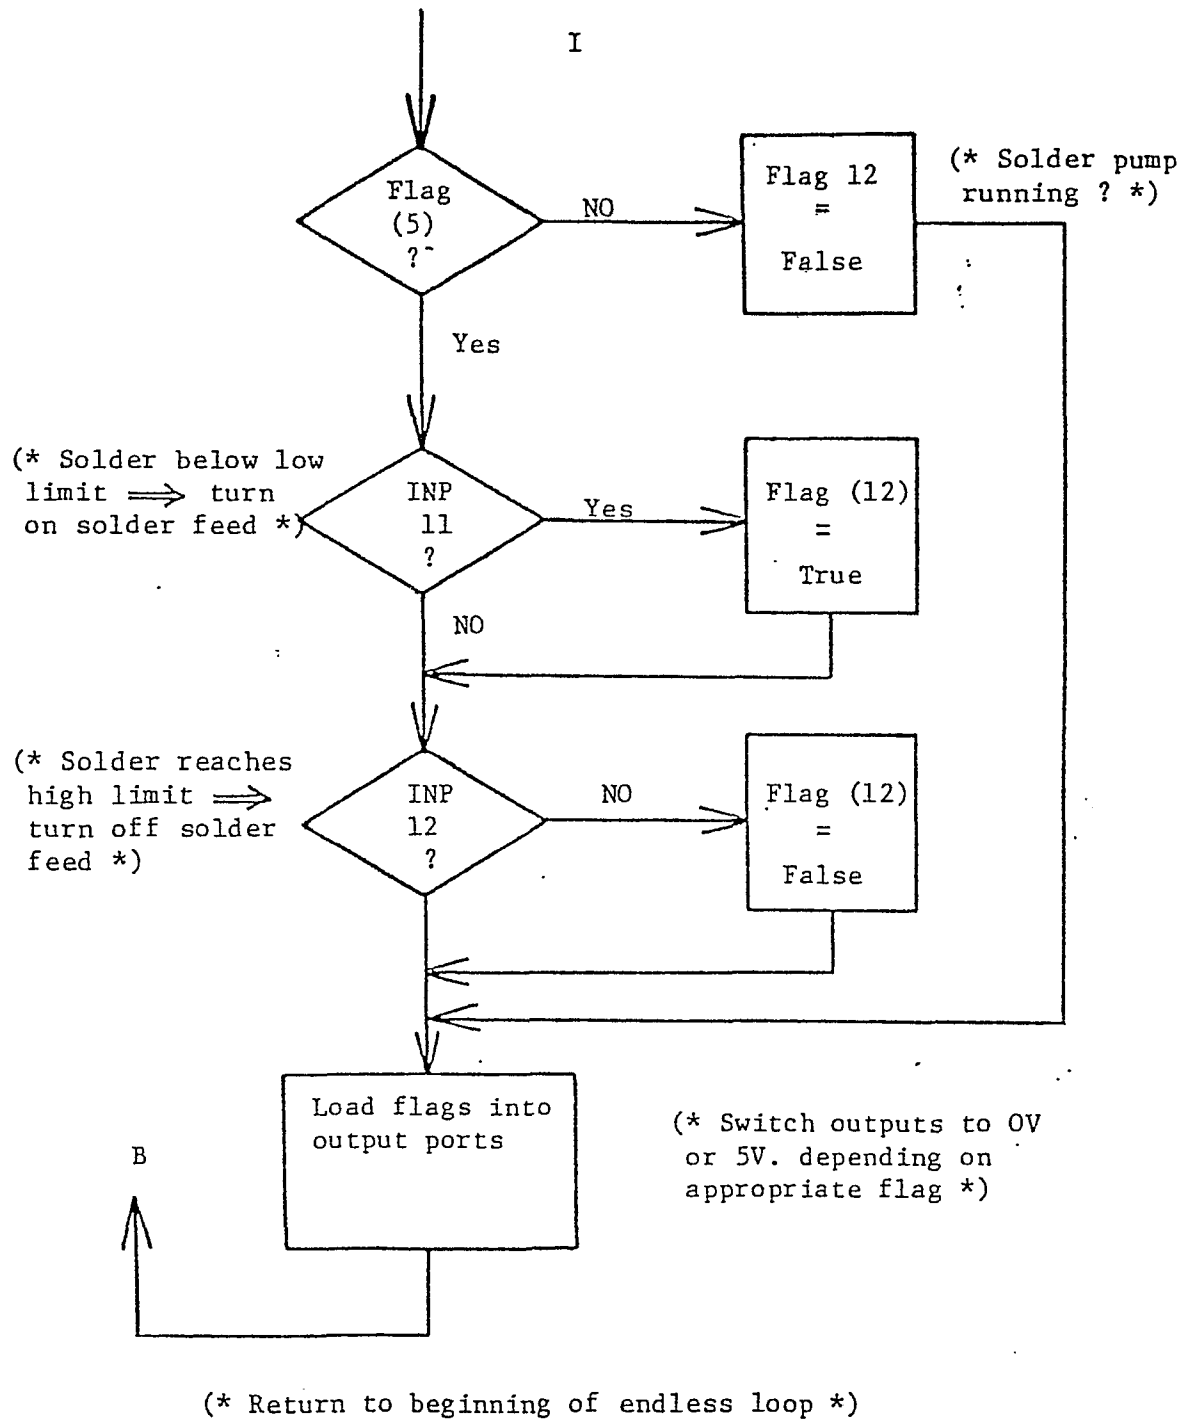 I
Flag
(5)
?
NO
Flag 12
=
False
(* Solder pump
running ? *)
Yes
(* Solder below low
limit ⟹ turn
on solder feed *)
INP
11
?
Yes
Flag (12)
=
True
NO
(* Solder reaches
high limit ⟹
turn off solder
feed *)
INP
12
?
NO
Flag (12)
=
False
Load flags into
output ports
(* Switch outputs to 0V
or 5V. depending on
appropriate flag *)
B
(* Return to beginning of endless loop *)